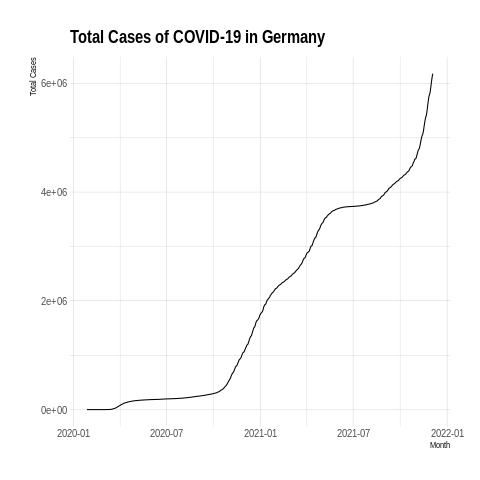 Total Cases of COVID-19 in Germany
Total Cases
6e+06
4e+06
2e+06
0e+00
2020-01 2020-07 2021-01 2021-07 2022-01
Month